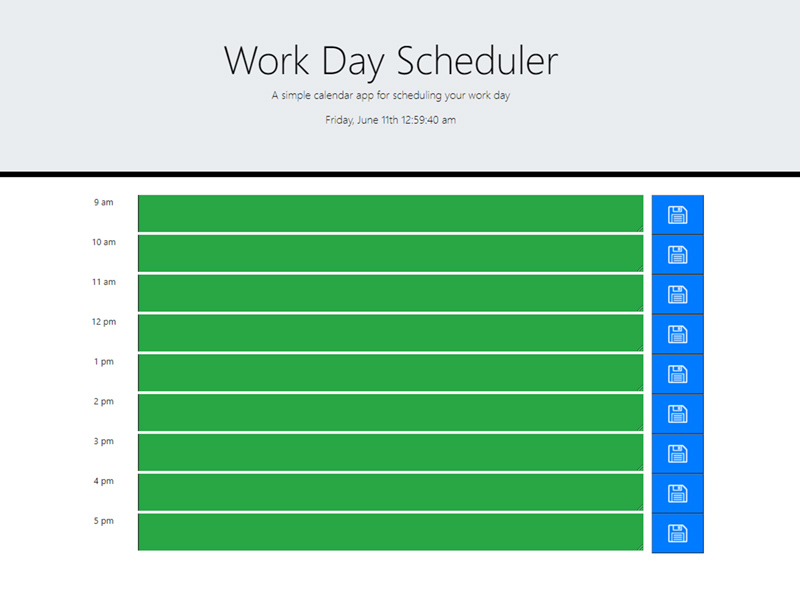 Work Day Scheduler
A simple calendar app for scheduling your work day
Friday, June 11th 12:59:40 am
9 am
10 am
11 am
12 pm
1 pm
2 pm
3 pm
4 pm
5 pm